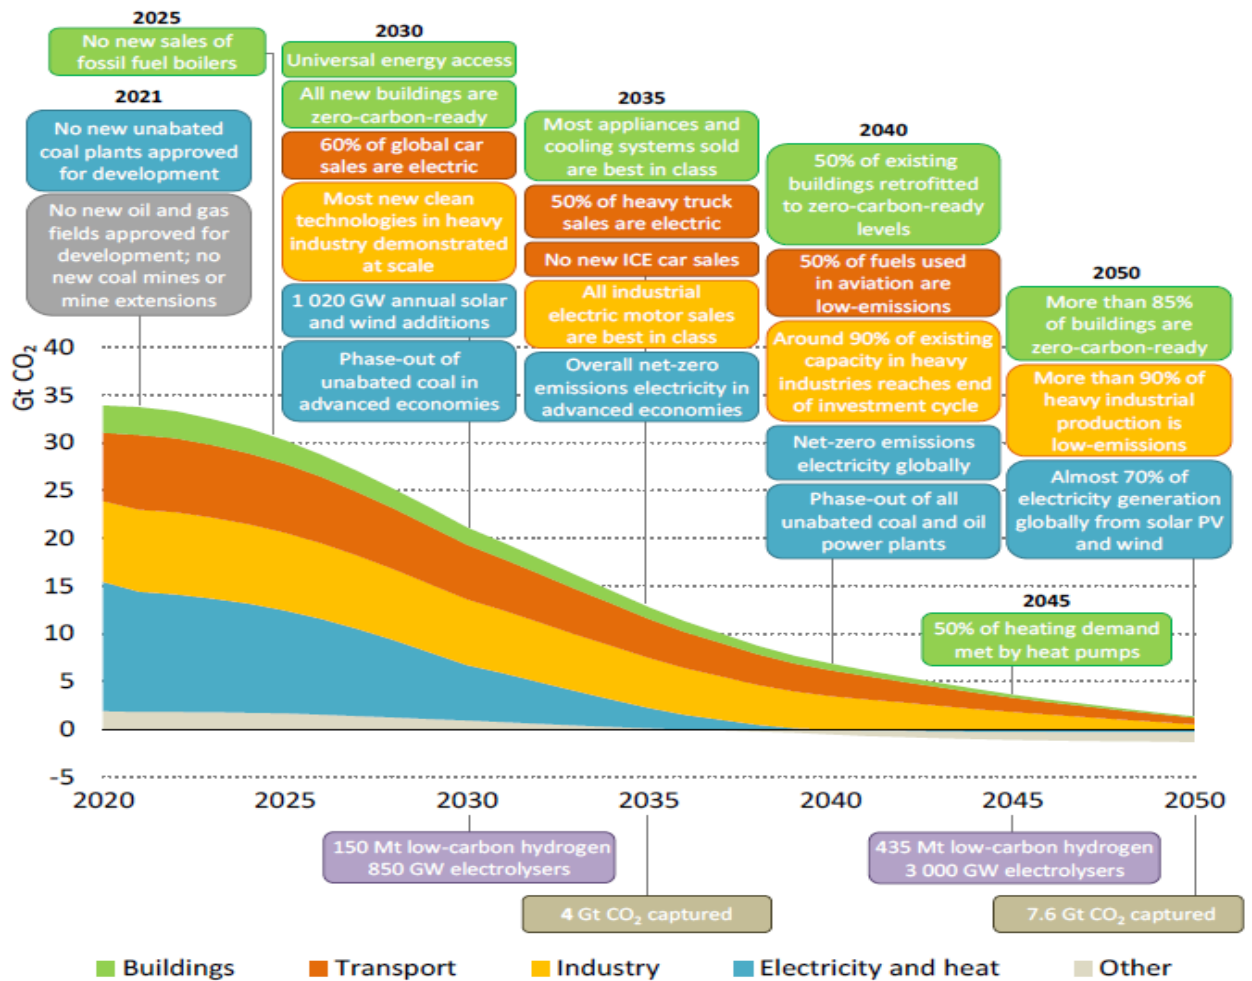 2025
No new sales of
fossil fuel boilers
2021
No new unabated
coal plants approved
for development
No new oil and gas
fields approved for
development; no
new coal mines or
mine extensions
2030
Universal energy access
All new buildings are
zero-carbon-ready
60% of global car
sales are electric
Most new clean
technologies in heavy
industry demonstrated
at scale
1 020 GW annual solar
and wind additions
Phase-out of
unabated coal in
advanced economies
2035
Most appliances and
cooling systems sold
are best in class
50% of heavy truck
sales are electric
No new ICE car sales
All industrial
electric motor sales
are best in class
Overall net-zero
emissions electricity in
advanced economies
2040
50% of existing
buildings retrofitted
to zero-carbon-ready
levels
50% of fuels used
in aviation are
low-emissions
Around 90% of existing
capacity in heavy
industries reaches end
of investment cycle
Net-zero emissions
electricity globally
Phase-out of all
unabated coal and oil
power plants
2050
More than 85%
of buildings are
zero-carbon-ready
More than 90% of
heavy industrial
production is
low-emissions
Almost 70% of
electricity generation
globally from solar PV
and wind
2045
50% of heating demand
met by heat pumps
Gt CO₂
40
35
30
25
20
15
10
5
0
-5
2020 2025 2030 2035 2040 2045 2050
150 Mt low-carbon hydrogen
850 GW electrolysers
435 Mt low-carbon hydrogen
3 000 GW electrolysers
4 Gt CO₂ captured
7.6 Gt CO₂ captured
Buildings Transport Industry Electricity and heat Other